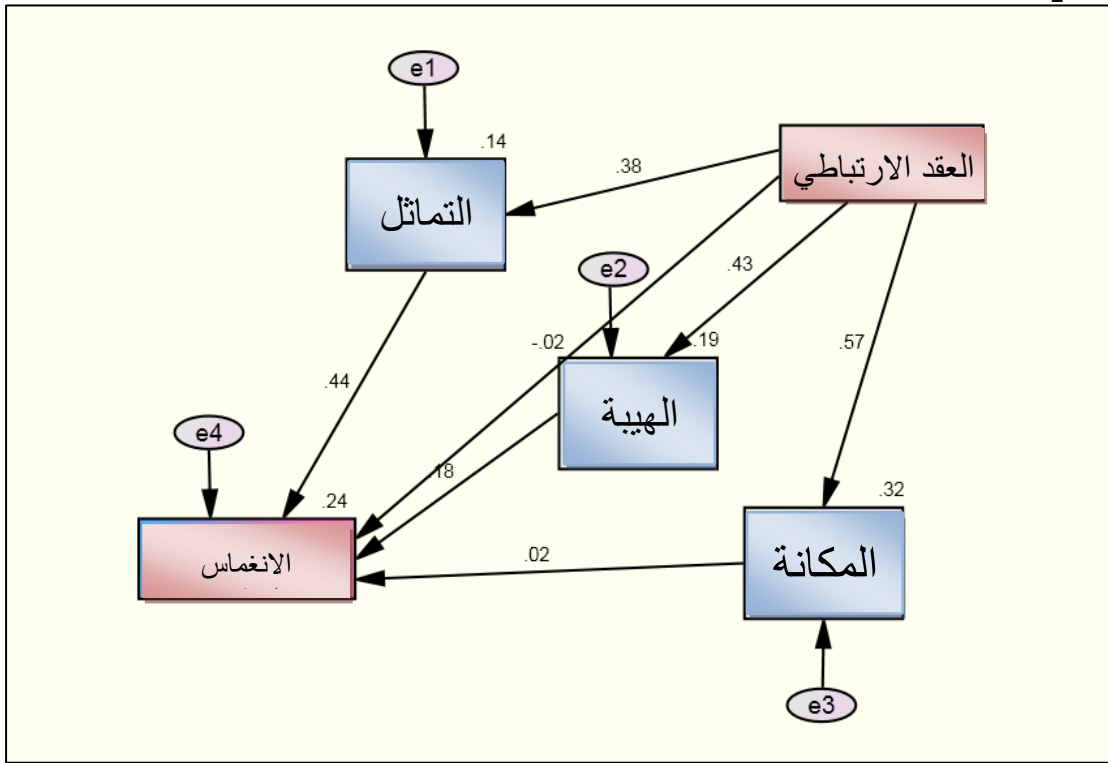 e1
.14
.38
العقد الارتباطي
التماثل
e2
.43
-.02
.19
.57
.44
الهيبة
e4
.18
.24
.32
.02
الانغماس
المكانة
e3